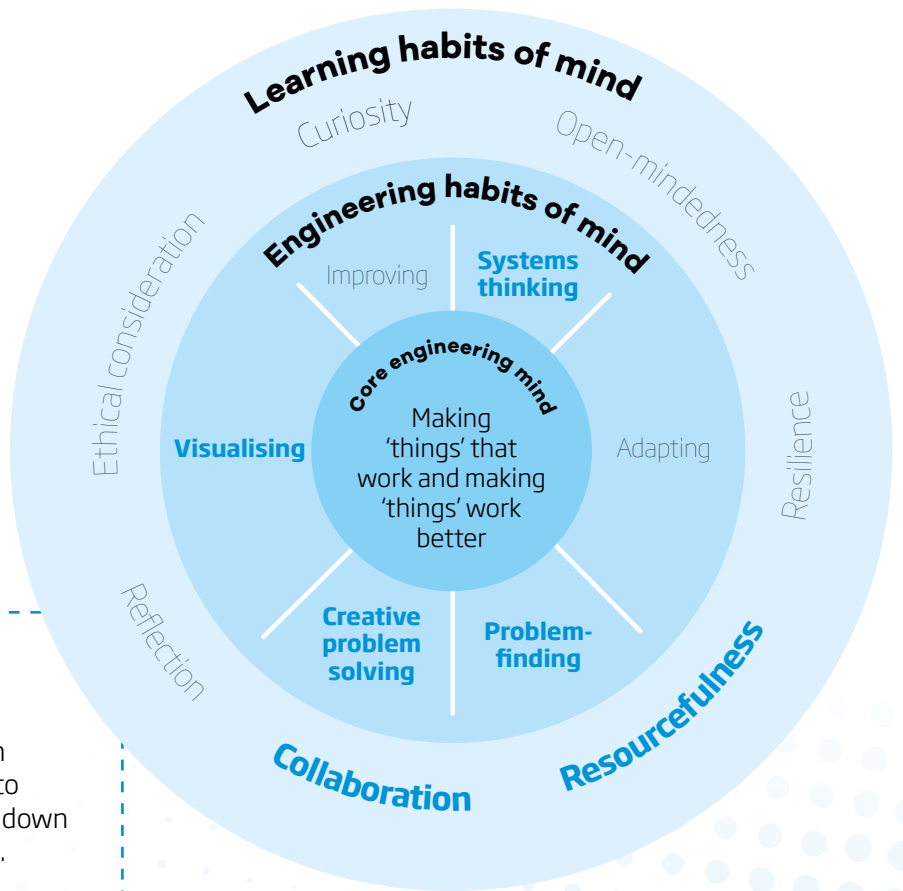 Learning habits of mind
Curiosity
Open-mindedness
Ethical consideration
Resilience
Reflection
Resourcefulness
Collaboration
Engineering habits of mind
Improving
Systems
thinking
Visualising
Adapting
Creative
problem
solving
Problem-
finding
Core engineering mind
Making
'things' that
work and making
'things' work
better
to
down